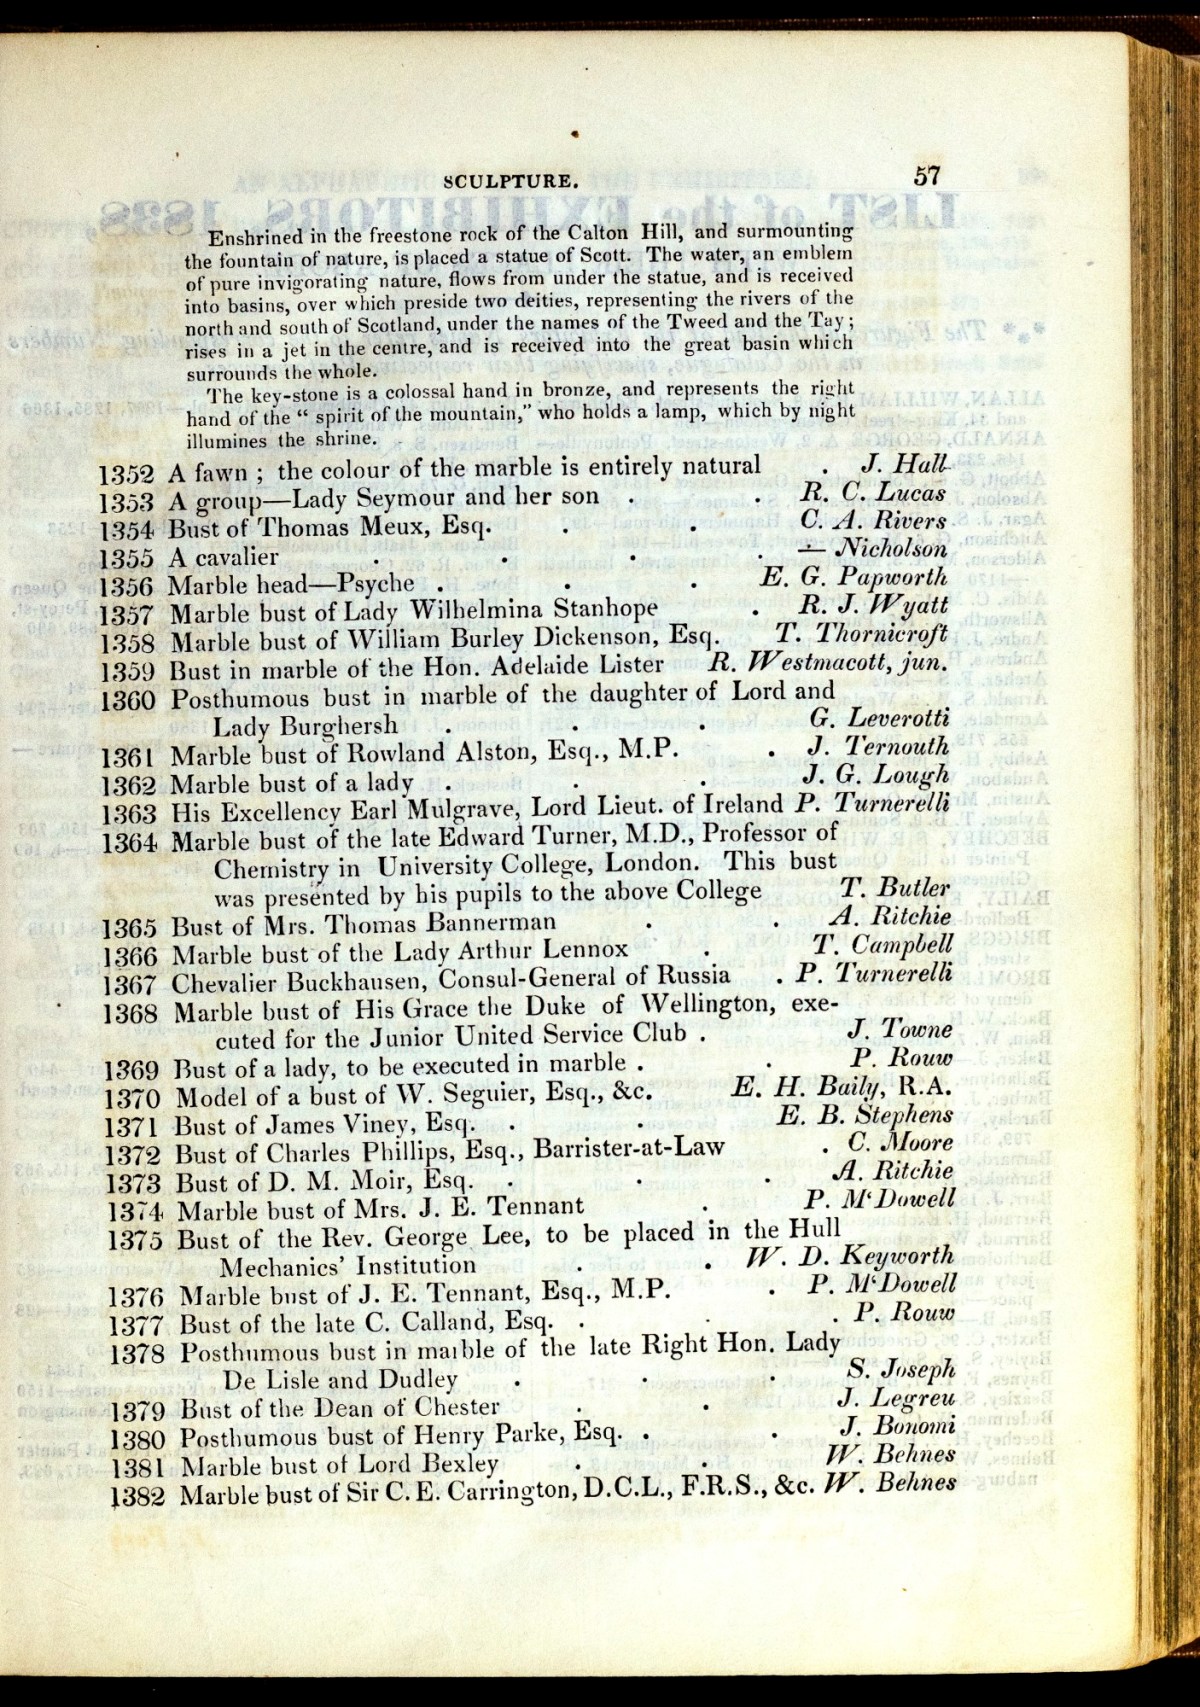 SCULPTURE. 57
Enshrined in the freestone rock of the Calton Hill, and surmounting
the fountain of nature, is placed a statue of Scott. The water, an emblem
of pure invigorating nature, flows from under the statue, and is received
into basins, over which preside two deities, representing the rivers of the
north and south of Scotland, under the names of the Tweed and the Tay;
rises in a jet in the centre, and is received into the great basin which
surrounds the whole.
The key-stone is a colossal hand in bronze, and represents the right
hand of the "spirit of the mountain," who holds a lamp, which by night
illumines the shrine.
1352 A fawn; the colour of the marble is entirely natural . J. Hall
1353 A group—Lady Seymour and her son . . R. C. Lucas
1354 Bust of Thomas Meux, Esq. . . C. A. Rivers
1355 A cavalier . . . — Nicholson
1356 Marble head—Psyche . . . E. G. Papworth
1357 Marble bust of Lady Wilhelmina Stanhope . R. J. Wyatt
1358 Marble bust of William Burley Dickenson, Esq. T. Thornicroft
1359 Bust in marble of the Hon. Adelaide Lister R. Westmacott, jun.
1360 Posthumous bust in marble of the daughter of Lord and
Lady Burghersh . . . G. Leverotti
1361 Marble bust of Rowland Alston, Esq., M.P. . J. Ternouth
1362 Marble bust of a lady . . . J. G. Lough
1363 His Excellency Earl Mulgrave, Lord Lieut. of Ireland P. Turnerelli
1364 Marble bust of the late Edward Turner, M.D., Professor of
Chemistry in University College, London. This bust
was presented by his pupils to the above College T. Butler
1365 Bust of Mrs. Thomas Bannerman . . A. Ritchie
1366 Marble bust of the Lady Arthur Lennox . T. Campbell
1367 Chevalier Buckhausen, Consul-General of Russia . P. Turnerelli
1368 Marble bust of His Grace the Duke of Wellington, exe-
cuted for the Junior United Service Club . J. Towne
1369 Bust of a lady, to be executed in marble . . P. Rouw
1370 Model of a bust of W. Seguier, Esq., &c. E. H. Baily, R.A.
1371 Bust of James Viney, Esq. . . E. B. Stephens
1372 Bust of Charles Phillips, Esq., Barrister-at-Law . C. Moore
1373 Bust of D. M. Moir, Esq. . . . A. Ritchie
1374 Marble bust of Mrs. J. E. Tennant . P. M‘Dowell
1375 Bust of the Rev. George Lee, to be placed in the Hull
Mechanics' Institution . . W. D. Keyworth
1376 Marble bust of J. E. Tennant, Esq., M.P. . P. M‘Dowell
1377 Bust of the late C. Calland, Esq. . . . P. Rouw
1378 Posthumous bust in marble of the late Right Hon. Lady
De Lisle and Dudley . . . S. Joseph
1379 Bust of the Dean of Chester . . J. Legreu
1380 Posthumous bust of Henry Parke, Esq. . . J. Bonomi
1381 Marble bust of Lord Bexley . . W. Behnes
1382 Marble bust of Sir C. E. Carrington, D.C.L., F.R.S., &c. W. Behnes